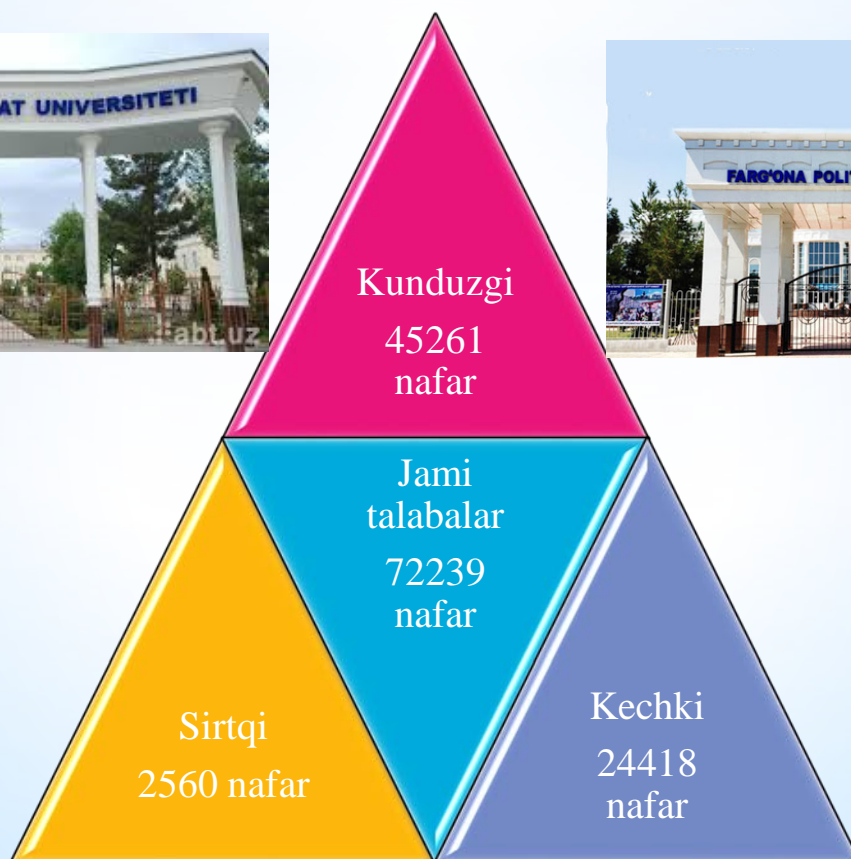 AT UNIVERSITETI
abt.uz
FARG'ONA POLI
Kunduzgi
45261
nafar
Jami
talabalar
72239
nafar
Sirtqi
2560 nafar
Kechki
24418
nafar